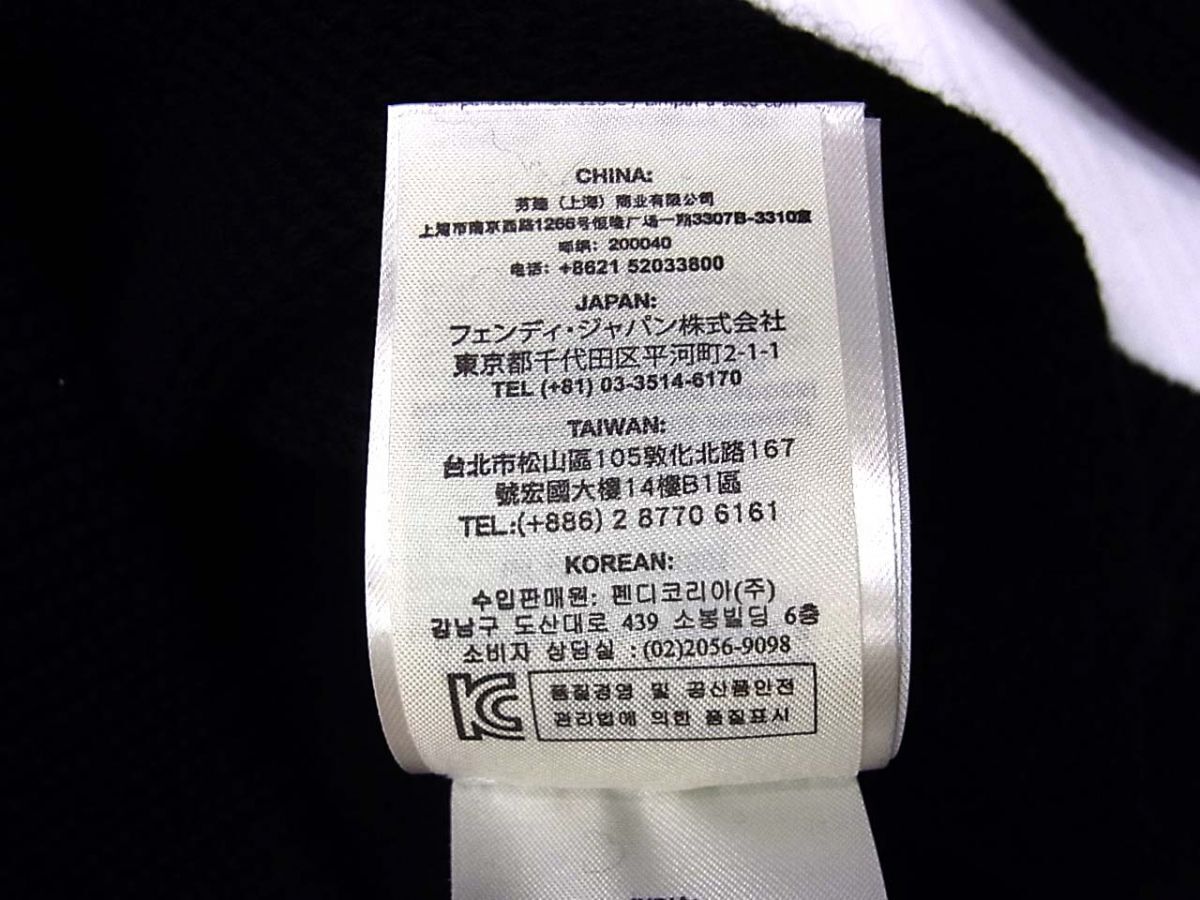 CHINA:
芬迪（上海）商业有限公司
上海市南京西路1266号恒隆广场一期3307B-3310室
邮编: 200040
电话: +8621 52033800
JAPAN:
フェンディ・ジャパン株式会社
東京都千代田区平河町2-1-1
TEL (+81) 03-3514-6170
TAIWAN:
台北市松山區105敦化北路167
號宏國大樓14樓B1區
TEL:(+886) 2 8770 6161
KOREAN:
수입판매원: 펜디코리아(주)
강남구 도산대로 439 소봉빌딩 6층
소비자 상담실 :(02)2056-9098
KC
품질경영 및 공산품안전
관리법에 의한 품질표시